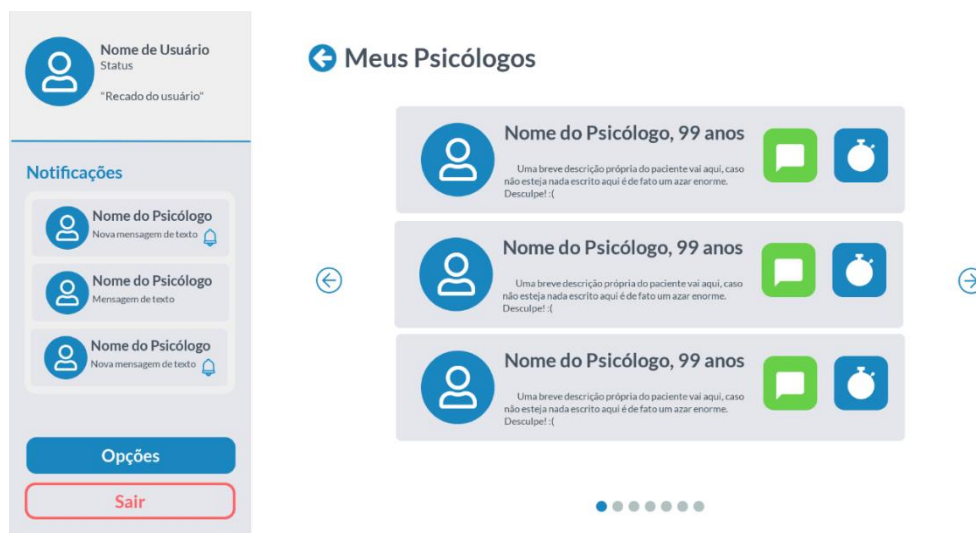 Nome de Usuário
Status
"Recado do usuário"
Notificações
Nome do Psicólogo
Nova mensagem de texto
Nome do Psicólogo
Mensagem de texto
Nome do Psicólogo
Nova mensagem de texto
Opções
Sair
Meus Psicólogos
Nome do Psicólogo, 99 anos
Uma breve descrição própria do paciente vai aqui, caso
não esteja nada escrito aqui é de fato um azar enorme.
Desculpe! :(
Nome do Psicólogo, 99 anos
Uma breve descrição própria do paciente vai aqui, caso
não esteja nada escrito aqui é de fato um azar enorme.
Desculpe! :(
Nome do Psicólogo, 99 anos
Uma breve descrição própria do paciente vai aqui, caso
não esteja nada escrito aqui é de fato um azar enorme.
Desculpe! :(